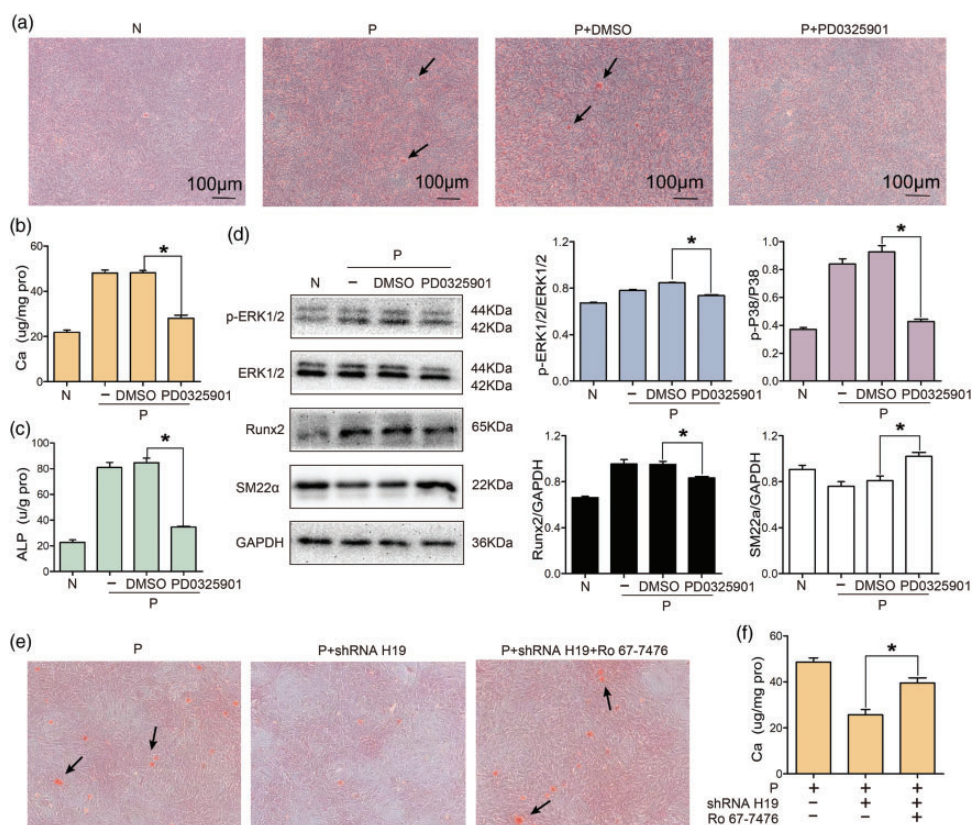 (a)
N
P
P+DMSO
P+PD0325901
100μm
100μm
100μm
100μm
(b)
Ca (ug/mg pro)
60
40
20
0
*
N
–
DMSO
PD0325901
P
(c)
ALP (u/g pro)
100
80
60
40
20
0
*
N
–
DMSO
PD0325901
P
(d)
P
N
–
DMSO
PD0325901
p-ERK1/2
44KDa
42KDa
ERK1/2
44KDa
42KDa
Runx2
65KDa
SM22α
22KDa
GAPDH
36KDa
p-ERK1/2/ERK1/2
1.2
0.8
0.4
0.0
*
N
–
DMSO
PD0325901
P
p-P38/P38
1.0
0.8
0.6
0.4
0.2
0.0
*
N
–
DMSO
PD0325901
P
Runx2/GAPDH
1.2
0.8
0.4
0.0
*
N
–
DMSO
PD0325901
P
SM22a/GAPDH
1.2
0.8
0.4
0.0
*
N
–
DMSO
PD0325901
P
(e)
P
P+shRNA H19
P+shRNA H19+Ro 67-7476
(f)
Ca (ug/mg pro)
60
40
20
0
*
P + + +
shRNA H19 – + +
Ro 67-7476 – – +